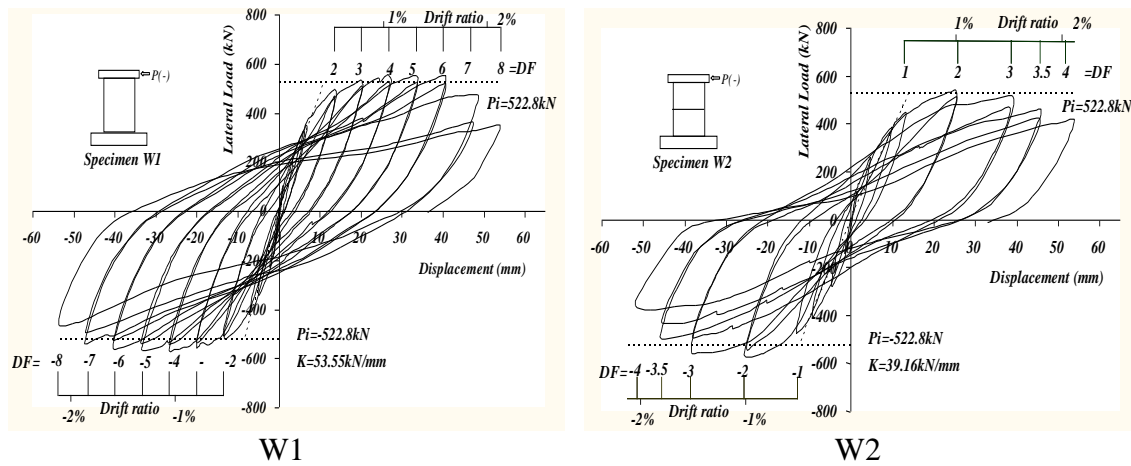 800
1%
Drift ratio
2%
600
2 3 4 5 6 7 8 =DF
P(-)
Pi=522.8kN
400
Specimen W1
200
Lateral Load (kN)
0
-60 -50 -40 -30 -20 -10 0 10 20 30 40 50 60
-200
Displacement (mm)
-400
Pi=-522.8kN
-600
K=53.55kN/mm
DF= -8 -7 -6 -5 -4 - -2
Drift ratio
-2%
-1%
-800
W1
800
1%
Drift ratio
2%
600
1 2 3 3.5 4 =DF
P(-)
Pi=522.8kN
400
Specimen W2
200
Lateral Load (kN)
0
-60 -50 -40 -30 -20 -10 0 10 20 30 40 50 60
-200
Displacement (mm)
-400
Pi=-522.8kN
-600
K=39.16kN/mm
DF= -4 -3.5 -3 -2 -1
Drift ratio
-2%
-1%
-800
W2